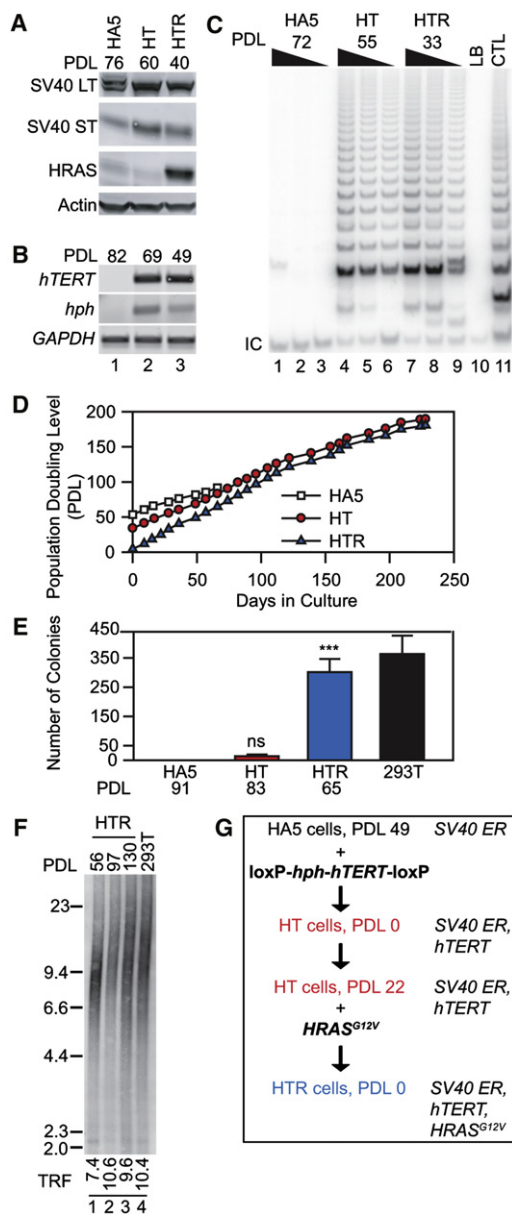 A
HA5 HT HTR
PDL 76 60 40
SV40 LT
SV40 ST
HRAS
Actin
B
PDL 82 69 49
hTERT
hph
GAPDH
1 2 3
C
HA5 HT HTR
PDL 72 55 33 LB CTL
IC
1 2 3 4 5 6 7 8 9 10 11
D
Population Doubling Level
(PDL)
200
150
100
50
0
HA5
HT
HTR
0 50 100 150 200 250
Days in Culture
E
Number of Colonies
450
350
250
150
50
0
ns
***
HA5 HT HTR 293T
PDL 91 83 65
F
HTR
PDL 56 97 130 293T
23
9.4
6.6
4.4
2.3
2.0
TRF 7.4 10.6 9.6 10.4
1 2 3 4
G
HA5 cells, PDL 49 SV40 ER
+
loxP-hph-hTERT-loxP
HT cells, PDL 0 SV40 ER,
hTERT
HT cells, PDL 22 SV40 ER,
hTERT
+
HRASG12V
HTR cells, PDL 0 SV40 ER,
hTERT,
HRASG12V